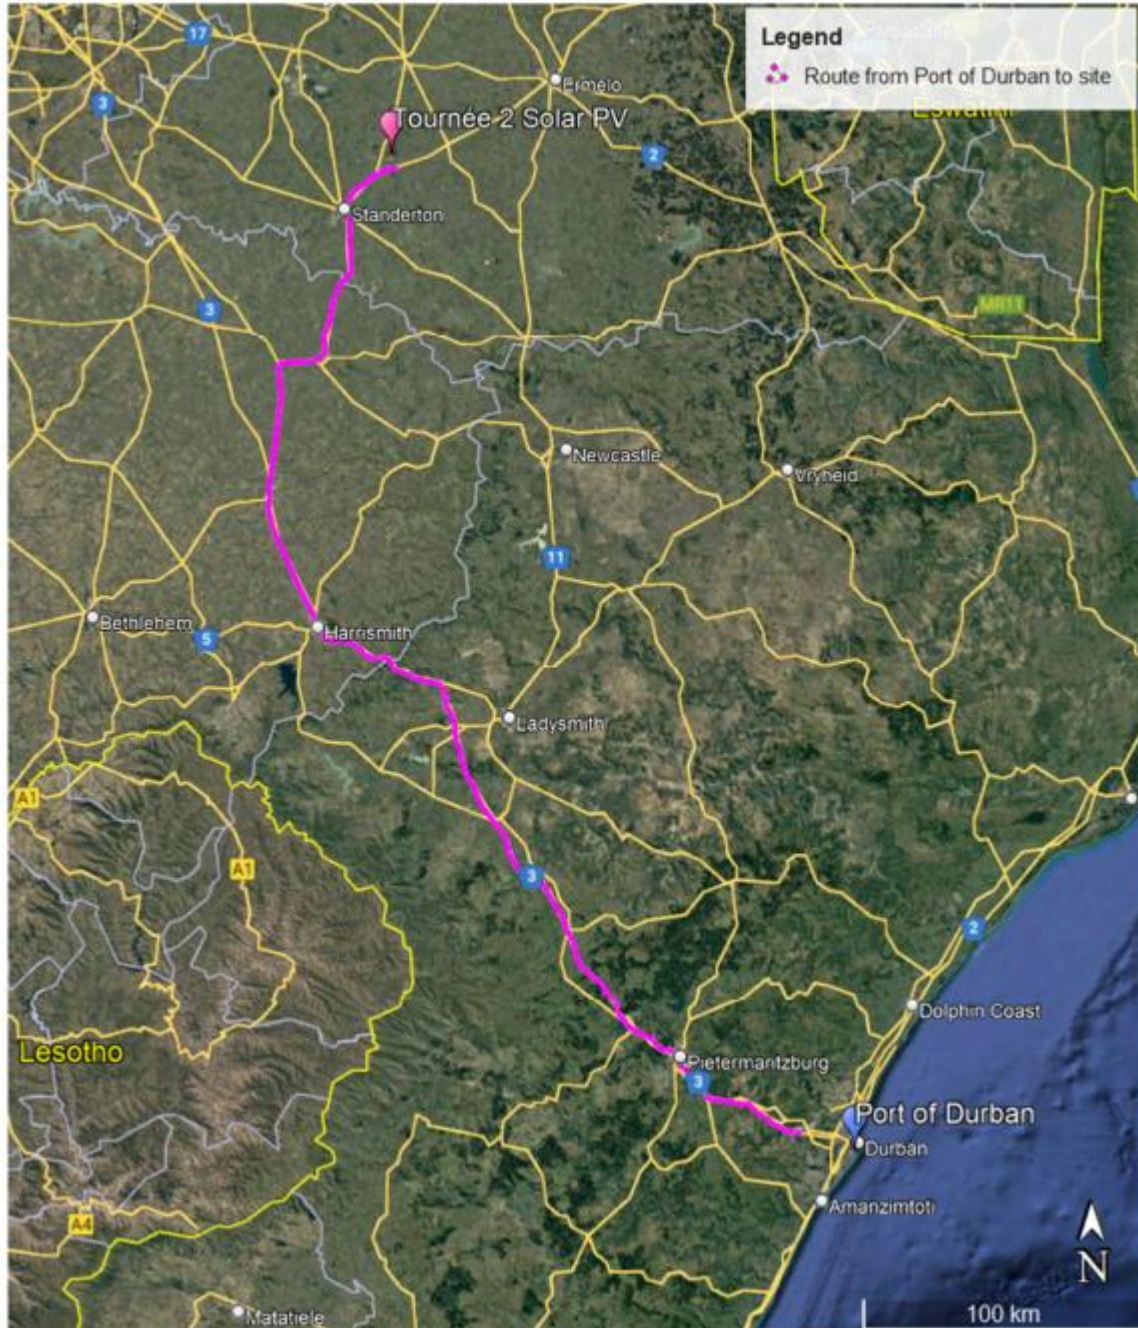 Legend
Route from Port of Durban to site
17
3
Ermelo
Tournée 2 Solar PV
Eswatini
2
Standerton
3
MR11
Newcastle
Vryheid
11
Bethlehem
5
Harrismith
Ladysmith
A1
A1
3
2
Dolphin Coast
Lesotho
Pietermaritzburg
3
Port of Durban
Durban
Amanzimtoti
A4
N
Matatiele
100 km